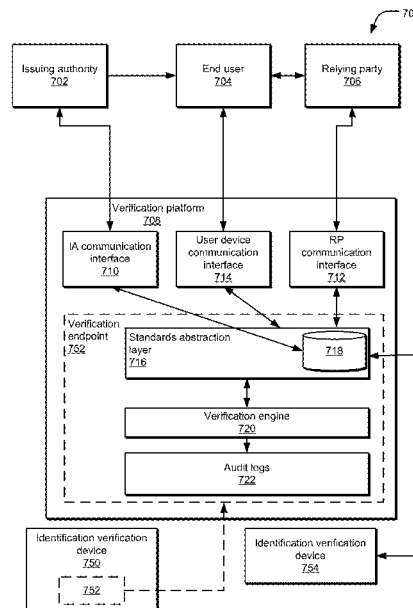 70
Issuing authority
702
End user
704
Relying party
706
Verification platform
708
IA communication
interface
710
User device
communication
interface
714
RP
communication
interface
712
Verification
endpoint
752
Standards abstraction
layer
716
718
Verification engine
720
Audit logs
722
Identification verification
device
750
752
Identification verification
device
754